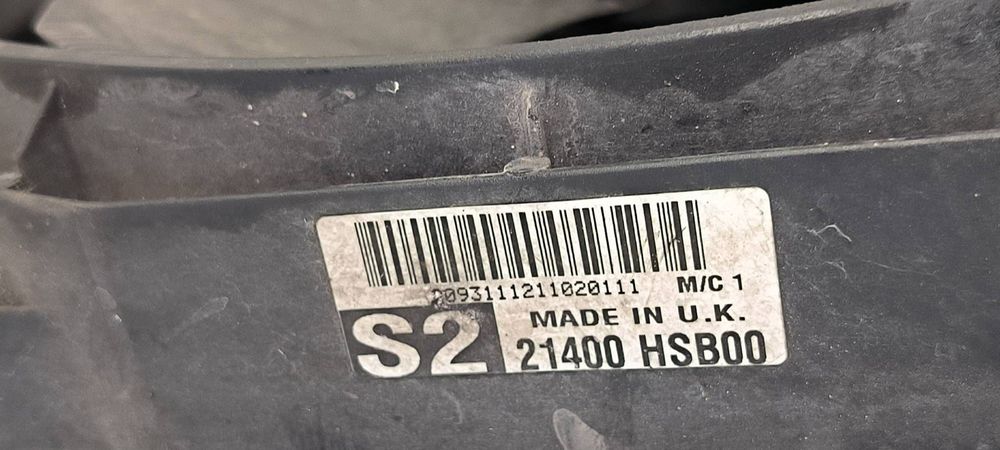 2093111211020111 M/C 1
S2
MADE IN U.K.
21400 HSB00